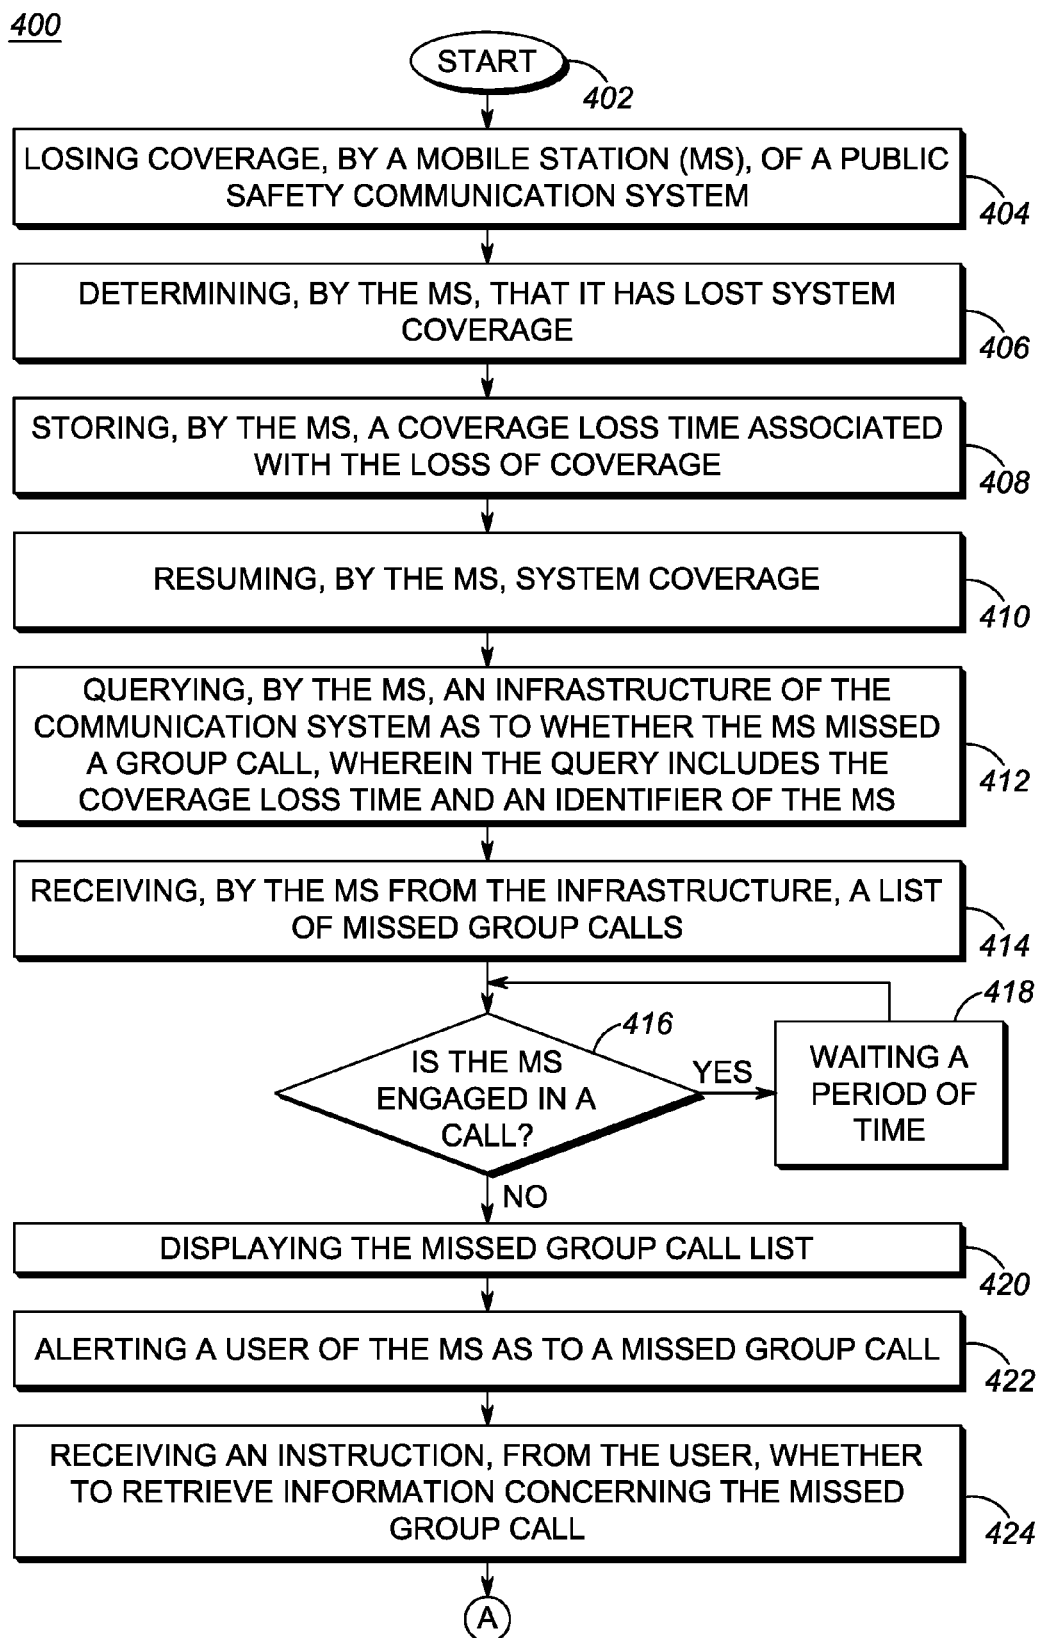 400
START
402
LOSING COVERAGE, BY A MOBILE STATION (MS), OF A PUBLIC
SAFETY COMMUNICATION SYSTEM
404
DETERMINING, BY THE MS, THAT IT HAS LOST SYSTEM
COVERAGE
406
STORING, BY THE MS, A COVERAGE LOSS TIME ASSOCIATED
WITH THE LOSS OF COVERAGE
408
RESUMING, BY THE MS, SYSTEM COVERAGE
410
QUERYING, BY THE MS, AN INFRASTRUCTURE OF THE
COMMUNICATION SYSTEM AS TO WHETHER THE MS MISSED
A GROUP CALL, WHEREIN THE QUERY INCLUDES THE
COVERAGE LOSS TIME AND AN IDENTIFIER OF THE MS
412
RECEIVING, BY THE MS FROM THE INFRASTRUCTURE, A LIST
OF MISSED GROUP CALLS
414
IS THE MS
ENGAGED IN A
CALL?
416
YES
WAITING A
PERIOD OF
TIME
418
NO
DISPLAYING THE MISSED GROUP CALL LIST
420
ALERTING A USER OF THE MS AS TO A MISSED GROUP CALL
422
RECEIVING AN INSTRUCTION, FROM THE USER, WHETHER
TO RETRIEVE INFORMATION CONCERNING THE MISSED
GROUP CALL
424
A